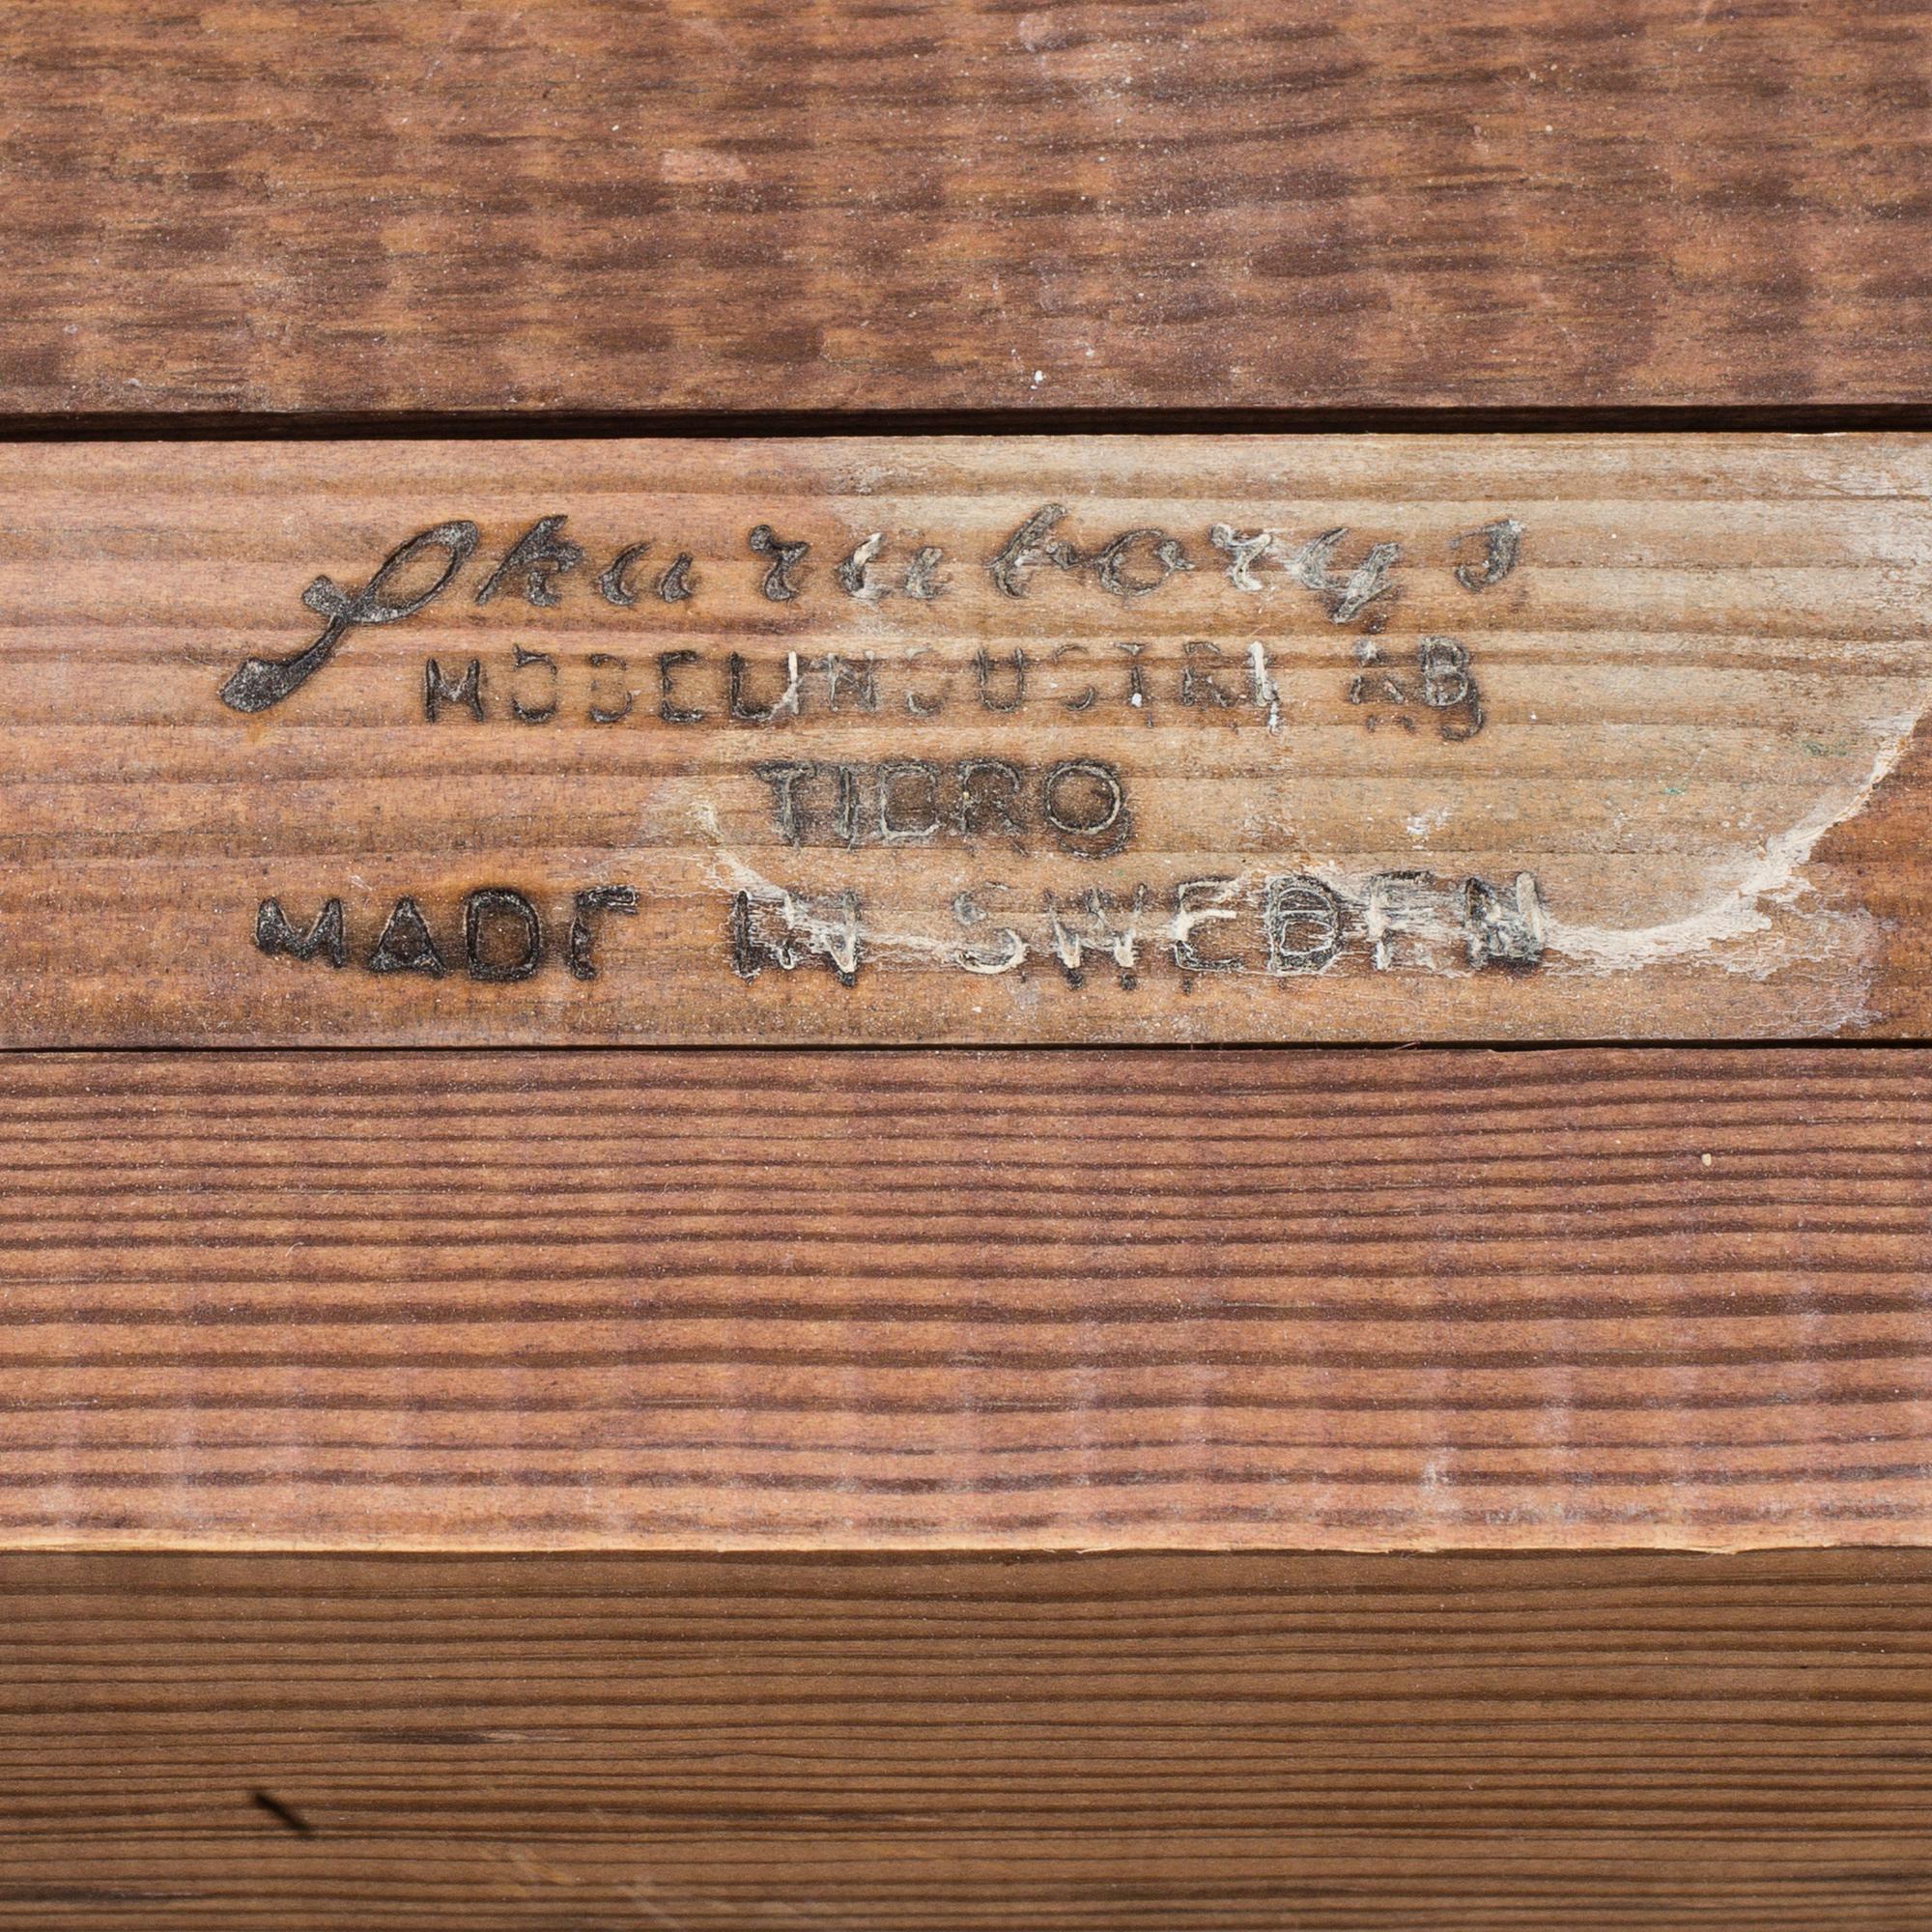 Skaraborgs
MÖBELINDUSTRI AB
TIBRO
MADE IN SWEDEN